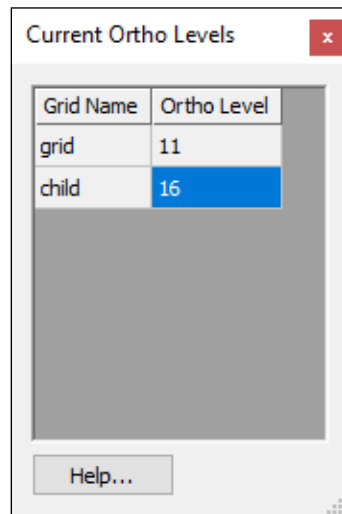 Current Ortho Levels x
Grid Name Ortho Level
grid 11
child 16
Help...